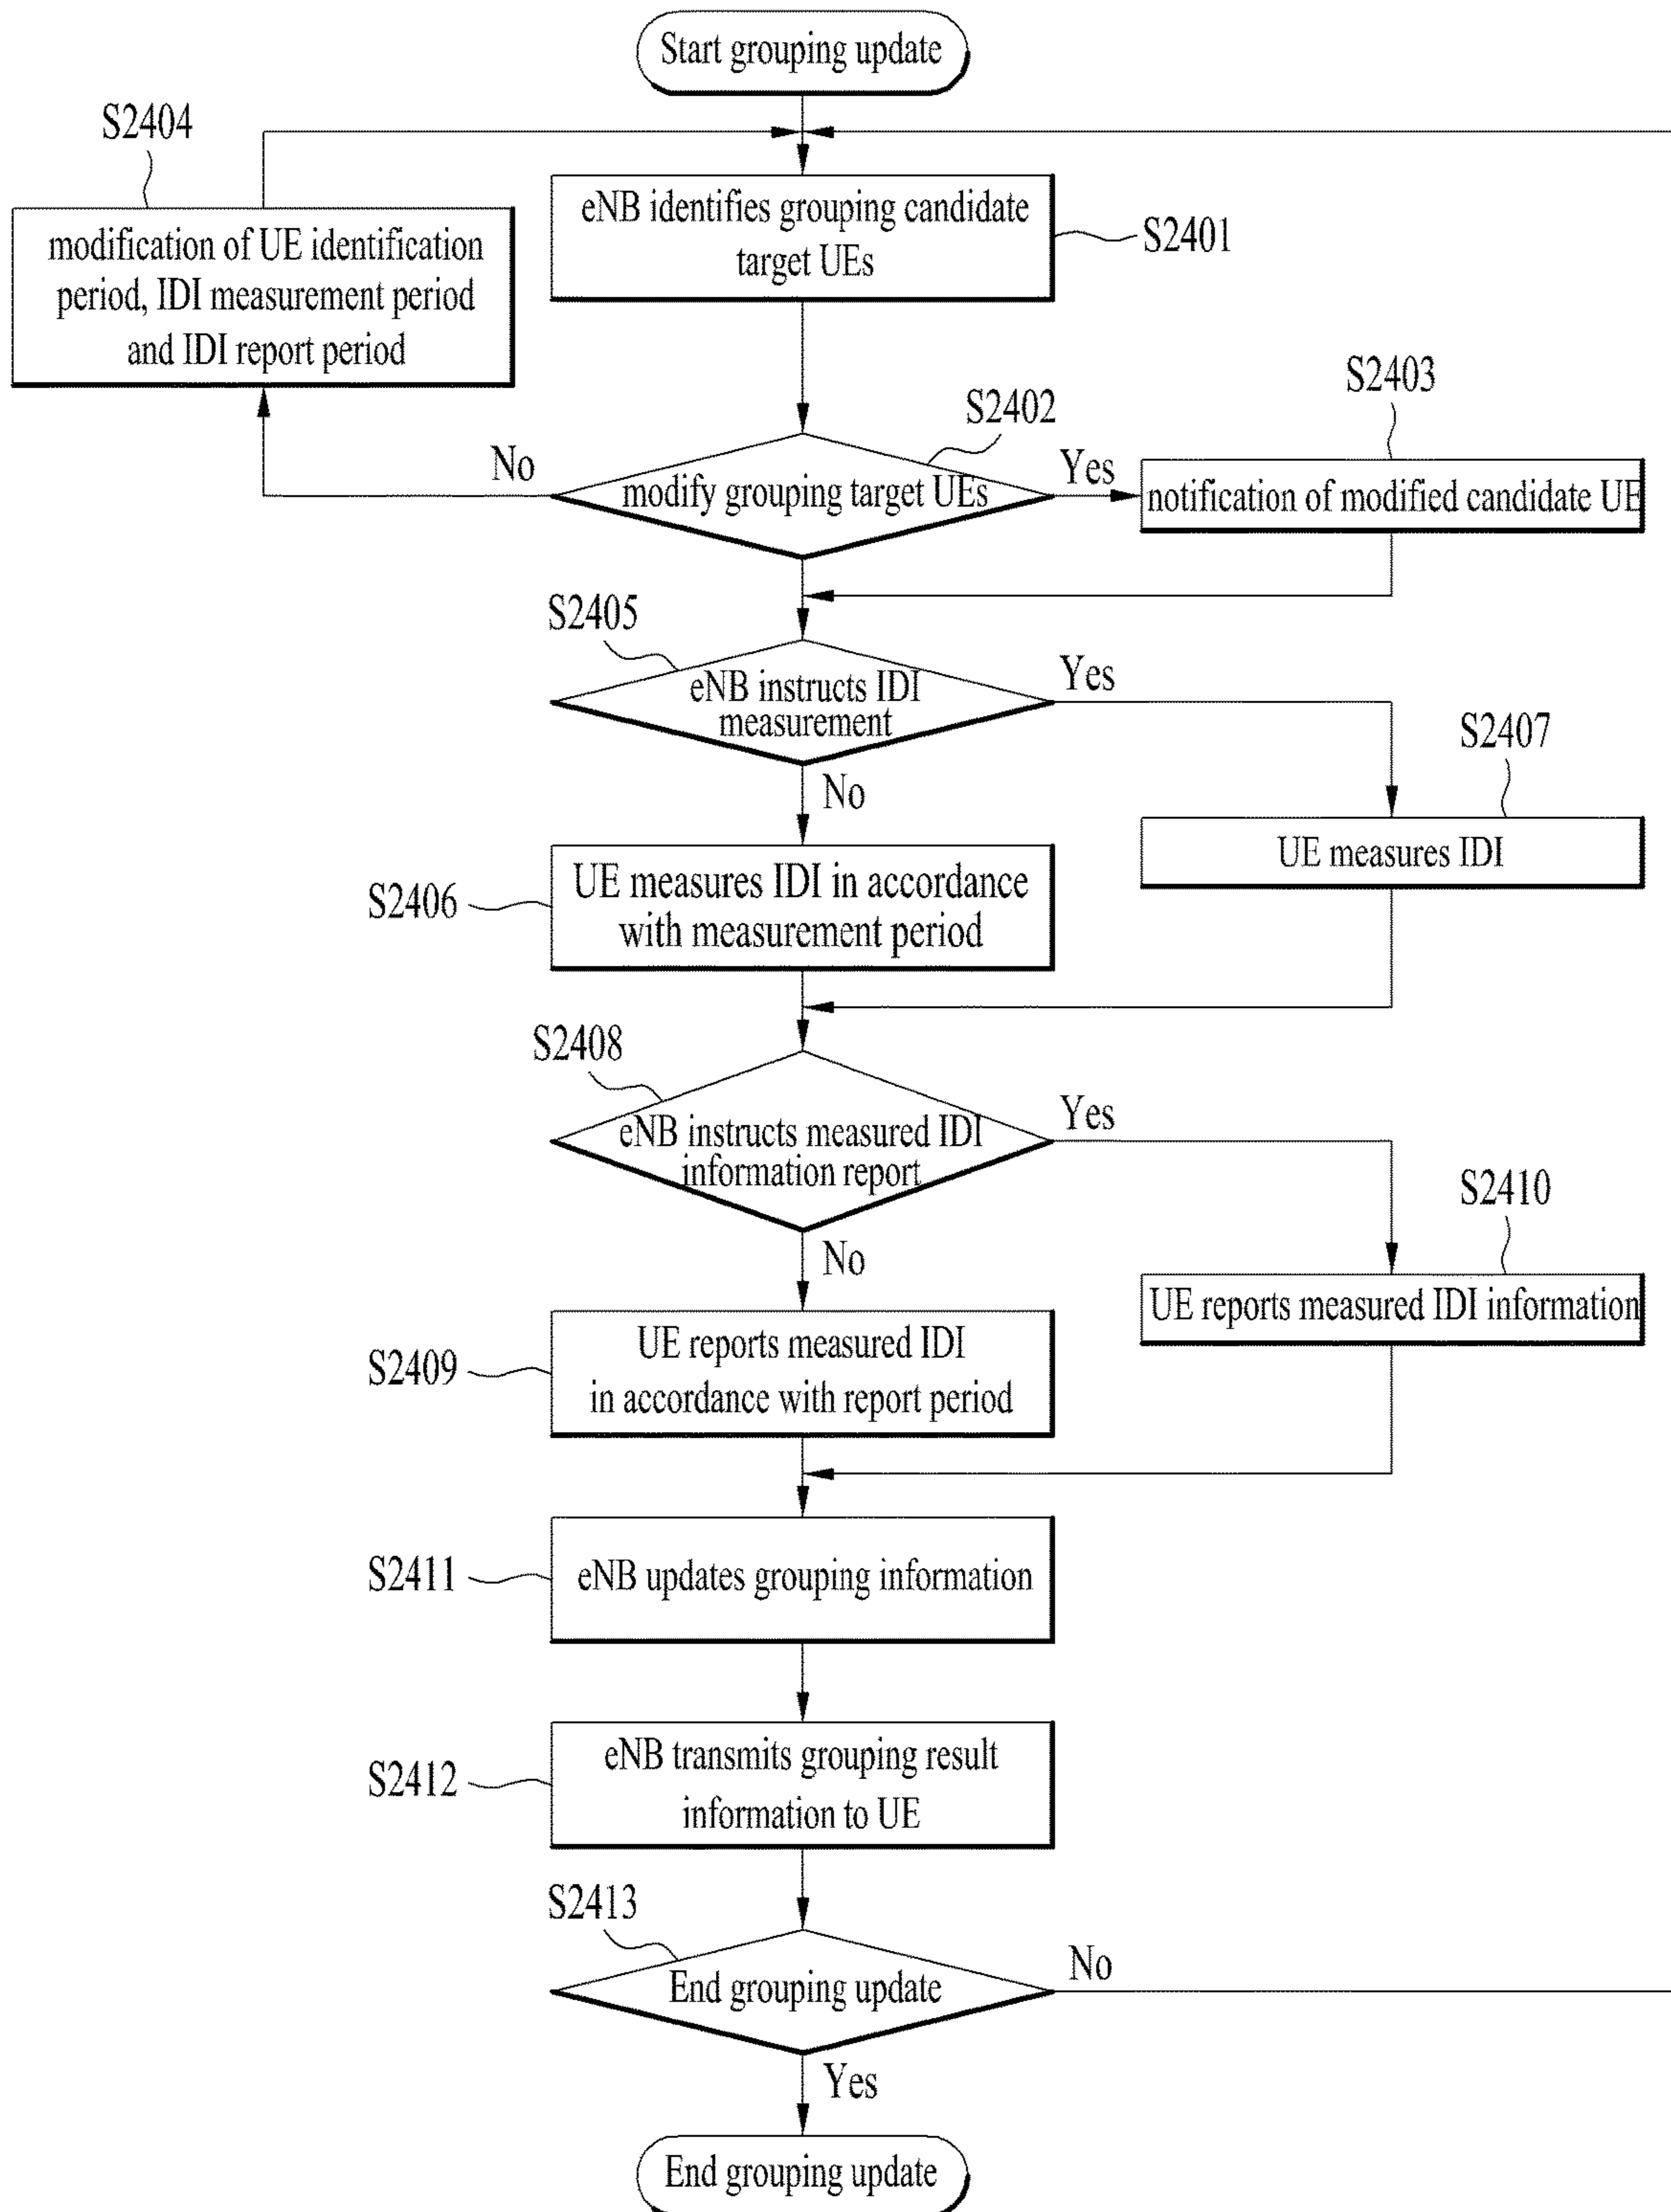 Start grouping update
S2404
eNB identifies grouping candidate
target UEs
S2401
modification of UE identification
period, IDI measurement period
and IDI report period
S2402
S2403
No
modify grouping target UEs
Yes
notification of modified candidate UE
S2405
eNB instructs IDI
measurement
Yes
S2407
No
UE measures IDI
S2406
UE measures IDI in accordance
with measurement period
S2408
eNB instructs measured IDI
information report
Yes
S2410
No
UE reports measured IDI information
S2409
UE reports measured IDI
in accordance with report period
S2411
eNB updates grouping information
S2412
eNB transmits grouping result
information to UE
S2413
End grouping update
No
Yes
End grouping update